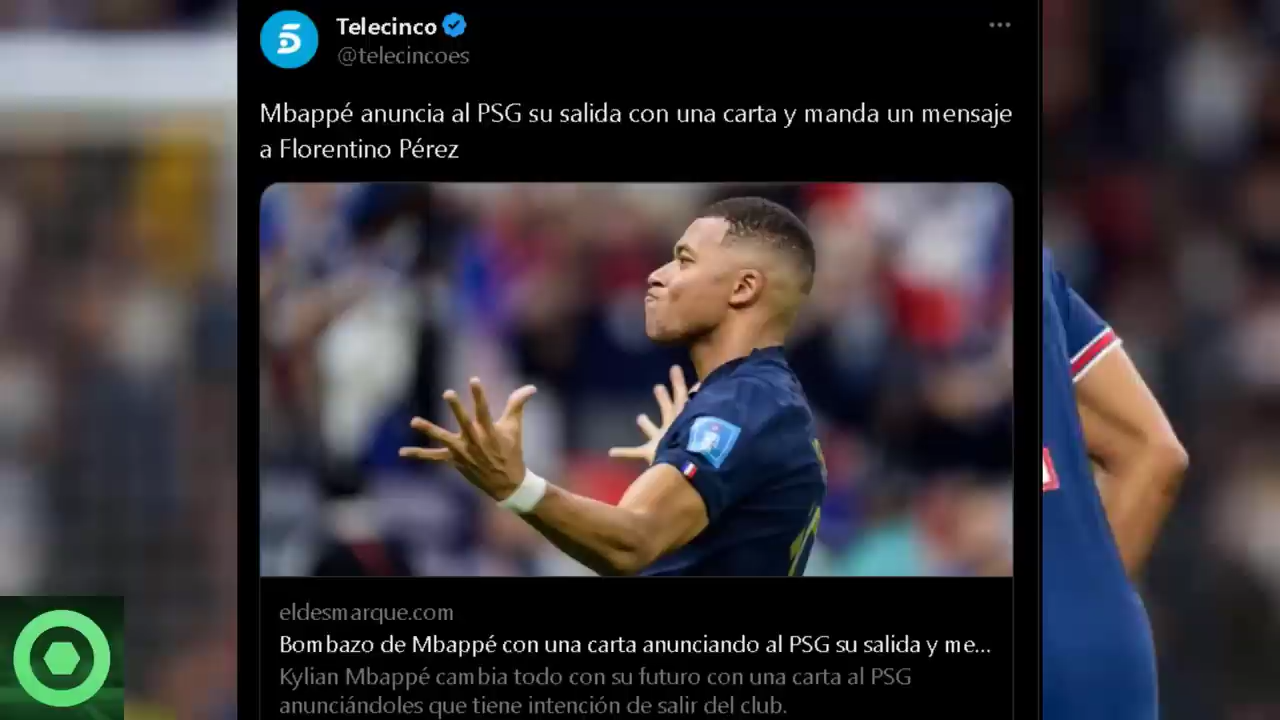 Telecinco
@telecincoes
Mbappé anuncia al PSG su salida con una carta y manda un mensaje
a Florentino Pérez
eldesmarque.com
Bombazo de Mbappé con una carta anunciando al PSG su salida y me...
Kylian Mbappé cambia todo con su futuro con una carta al PSG
anunciándoles que tiene intención de salir del club.